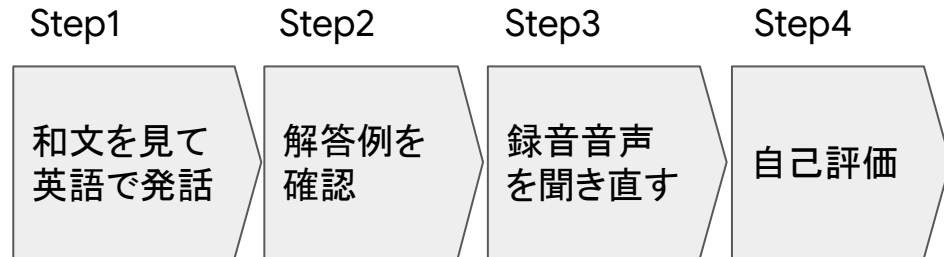 Step1
Step2
Step3
Step4
和文を見て
英語で発話
解答例を
確認
録音音声
を聞き直す
自己評価